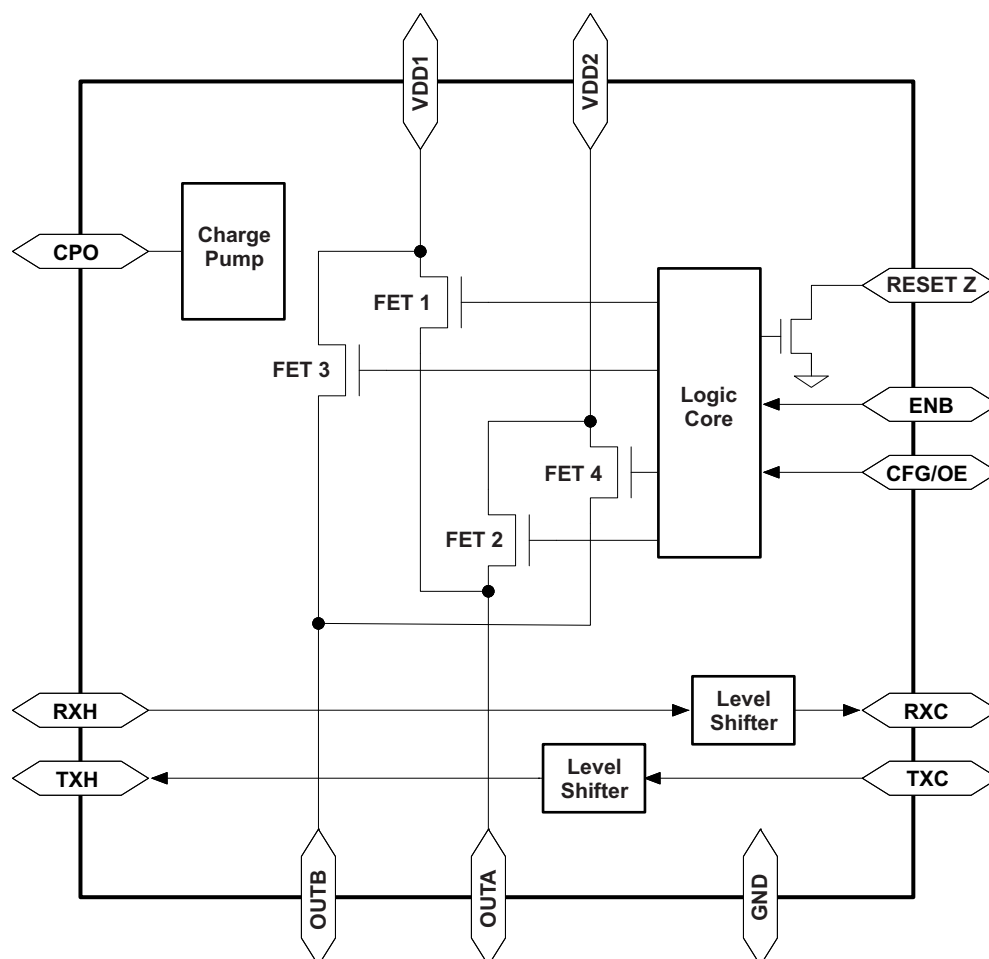 VDD1
VDD2
CPO
Charge
Pump
FET 1
FET 3
RESET Z
Logic
Core
ENB
FET 4
CFG/OE
FET 2
RXH
Level
Shifter
RXC
TXH
Level
Shifter
TXC
OUTB
OUTA
GND